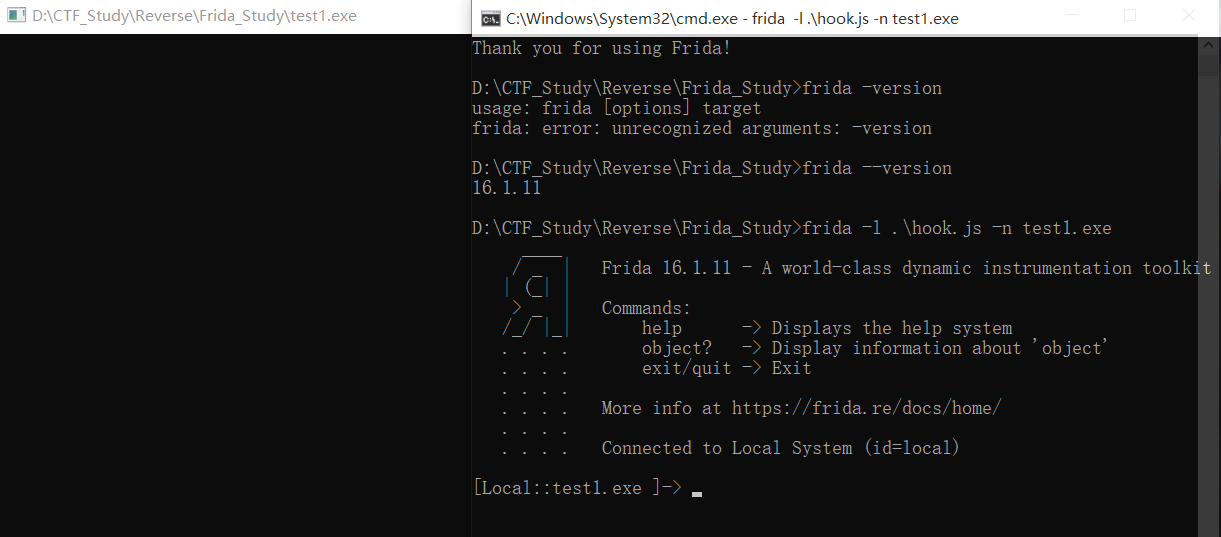 D:\CTF_Study\Reverse\Frida_Study\test1.exe
C:\Windows\System32\cmd.exe - frida  -l .\hook.js -n test1.exe
Thank you for using Frida!
D:\CTF_Study\Reverse\Frida_Study>frida -version
usage: frida [options] target
frida: error: unrecognized arguments: -version
D:\CTF_Study\Reverse\Frida_Study>frida --version
16.1.11
D:\CTF_Study\Reverse\Frida_Study>frida -l .\hook.js -n test1.exe
     ____
    / _  |   Frida 16.1.11 - A world-class dynamic instrumentation toolkit
   | (_| |
    > _  |   Commands:
   /_/ |_|       help      -> Displays the help system
   . . . .       object?   -> Display information about 'object'
   . . . .       exit/quit -> Exit
   . . . .
   . . . .   More info at https://frida.re/docs/home/
   . . . .
   . . . .   Connected to Local System (id=local)
[Local::test1.exe ]->